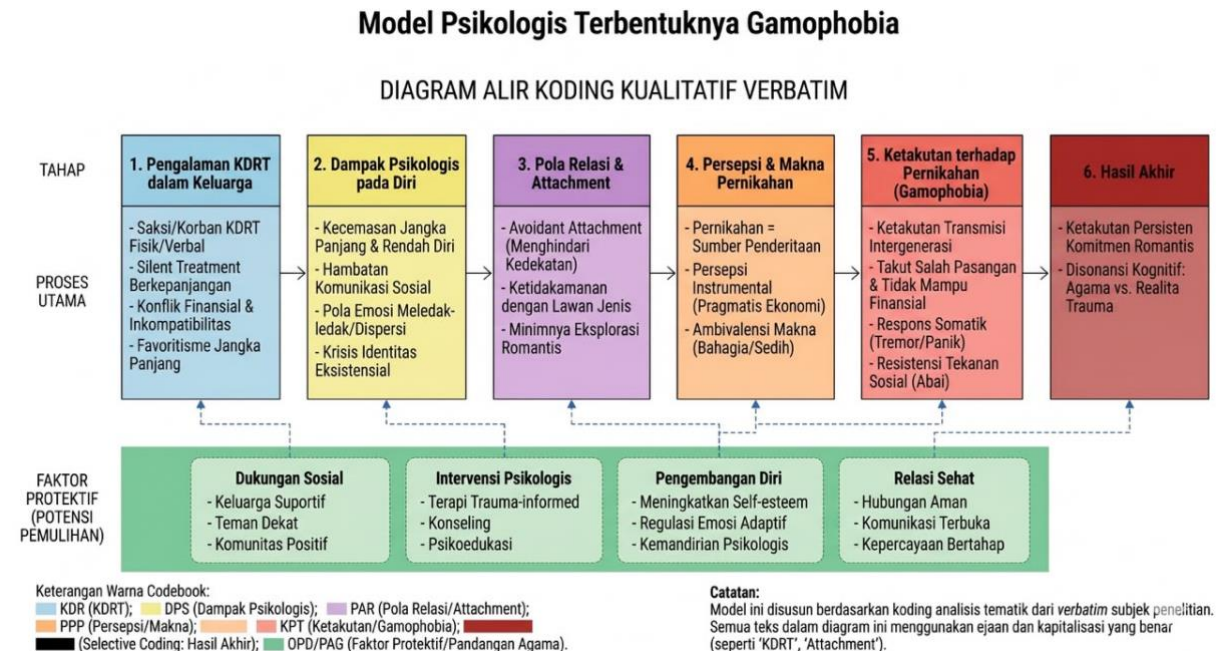 Model Psikologis Terbentuknya Gamophobia
DIAGRAM ALIR KODING KUALITATIF VERBATIM
TAHAP
1. Pengalaman KDRT
dalam Keluarga
2. Dampak Psikologis
pada Diri
3. Pola Relasi &
Attachment
4. Persepsi & Makna
Pernikahan
5. Ketakutan terhadap
Pernikahan
(Gamophobia)
6. Hasil Akhir
PROSES
UTAMA
- Saksi/Korban KDRT
Fisik/Verbal
- Silent Treatment
Berkepanjangan
- Konflik Finansial &
Inkompatibilitas
- Favoritisme Jangka
Panjang
- Kecemasan Jangka
Panjang & Rendah Diri
- Hambatan
Komunikasi Sosial
- Pola Emosi Meledak-
ledak/Dispersi
- Krisis Identitas
Eksistensial
- Avoidant Attachment
(Menghindari
Kedekatan)
- Ketidakamanan
dengan Lawan Jenis
- Minimnya Eksplorasi
Romantis
- Pernikahan =
Sumber Penderitaan
- Persepsi
Instrumental
(Pragmatis Ekonomi)
- Ambivalensi Makna
(Bahagia/Sedih)
- Ketakutan Transmisi
Intergenerasi
- Takut Salah Pasangan
& Tidak Mampu
Finansial
- Respons Somatik
(Tremor/Panik)
- Resistensi Tekanan
Sosial (Abai)
- Ketakutan Persisten
Komitmen Romantis
- Disonansi Kognitif:
Agama vs. Realita
Trauma
FAKTOR
PROTEKTIF
(POTENSI
PEMULIHAN)
Dukungan Sosial
- Keluarga Suportif
- Teman Dekat
- Komunitas Positif
Intervensi Psikologis
- Terapi Trauma-informed
- Konseling
- Psikoedukasi
Pengembangan Diri
- Meningkatkan Self-esteem
- Regulasi Emosi Adaptif
- Kemandirian Psikologis
Relasi Sehat
- Hubungan Aman
- Komunikasi Terbuka
- Kepercayaan Bertahap
Keterangan Warna Codebook:
KDR (KDRT); DPS (Dampak Psikologis); PAR (Pola Relasi/Attachment);
PPP (Persepsi/Makna); KPT (Ketakutan/Gamophobia);
(Selective Coding: Hasil Akhir); OPD/PAG (Faktor Protektif/Pandangan Agama).
Catatan:
Model ini disusun berdasarkan koding analisis tematik dari verbatim subjek penelitian.
Semua teks dalam diagram ini menggunakan ejaan dan kapitalisasi yang benar
(seperti 'KDRT', 'Attachment').